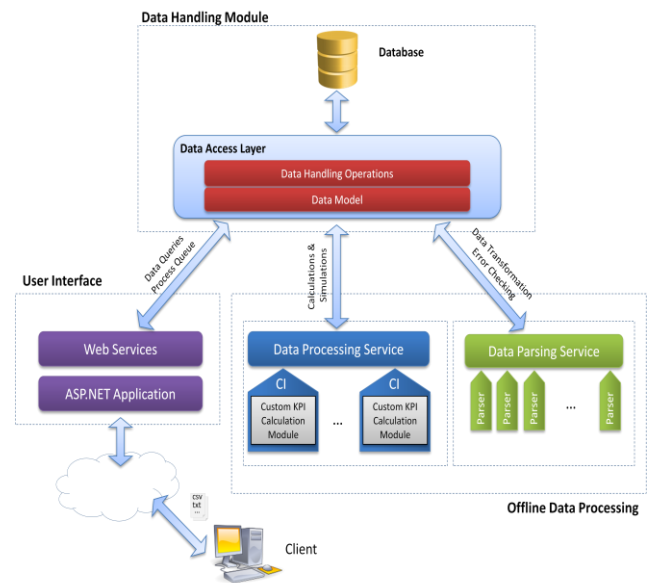 Data Handling Module
Database
Data Access Layer
Data Handling Operations
Data Model
Data Queries
Process Queue
Calculations &
Simulations
Data Transformation
Error Checking
User Interface
Web Services
ASP.NET Application
Data Processing Service
CI
Custom KPI
Calculation
Module
...
CI
Custom KPI
Calculation
Module
Data Parsing Service
Parser
Parser
Parser
...
Parser
Offline Data Processing
csv
txt
...
Client